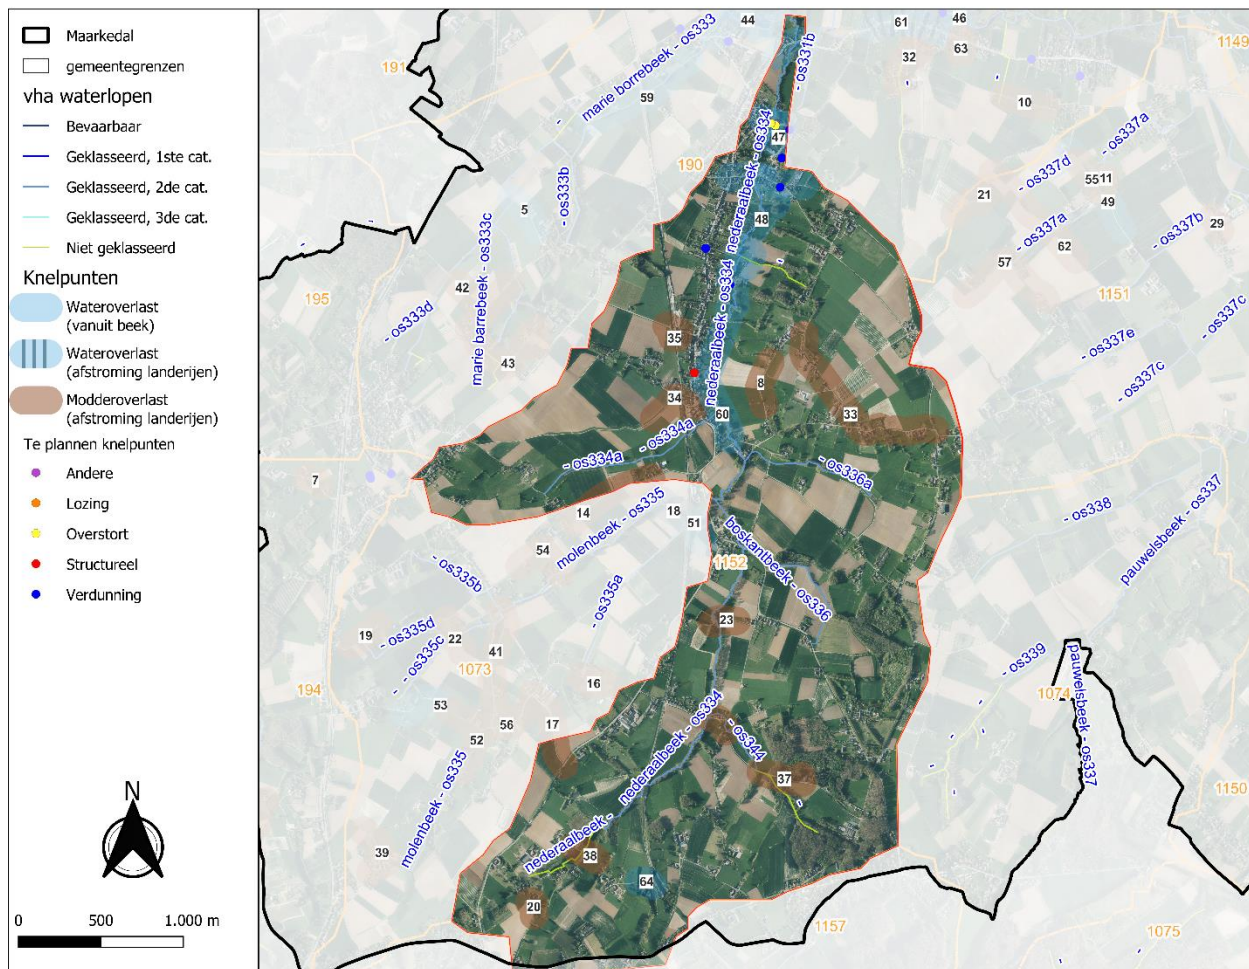 Maarkedal
gemeentegrenzen
vha waterlopen
Bevaarbaar
Geklasseerd, 1ste cat.
Geklasseerd, 2de cat.
Geklasseerd, 3de cat.
Niet geklasseerd
Knelpunten
Wateroverlast
(vanuit beek)
Wateroverlast
(afstroming landerijen)
Modderoverlast
(afstroming landerijen)
Te plannen knelpunten
Andere
Lozing
Overstort
Structureel
Verdunning
N
0 500 1.000 m
44
61
46
1149
191
marie borrebeek - os333
- os331b
32
63
59
10
47
190
- os337d
- os337a
5
- os333b
nederaalbeek - os334
21
5511
49
marie barrebeek - os333c
48
- os337a
62
- os337b
29
57
42
195
1151
- os333d
nederaalbeek - os334
- os337c
35
- os337e
43
- os337c
8
34
60
33
- os334a
- os334a
- os336a
7
14
molenbeek - os335
18
51
- os338
pauwelsbeek - os337
54
1152
boskantbeek - os336
- os335b
- os335a
19
- os335d
22
23
- os335c
41
1073
- os339
194
16
1074
pauwelsbeek - os337
53
56
17
52
nederaalbeek - os334
- os344
molenbeek - os335
37
1150
nederaalbeek -
39
38
64
20
1157
1075